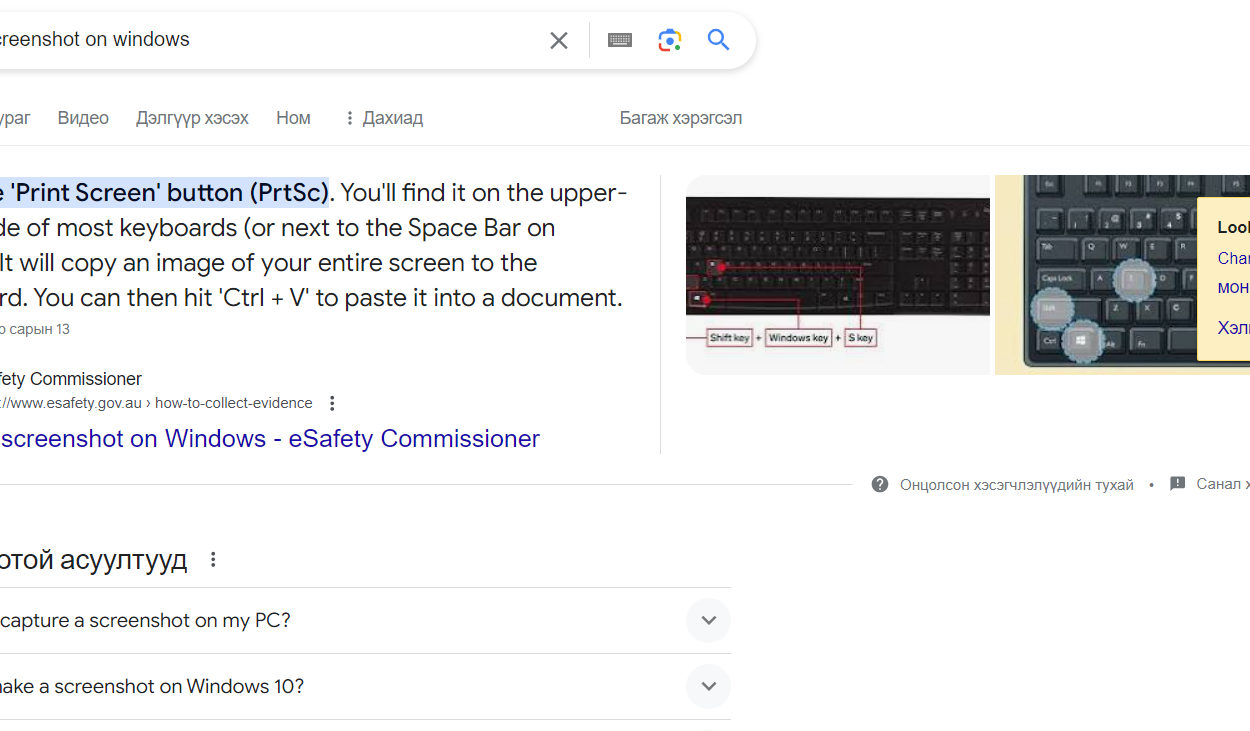 creenshot on windows
ураг Видео Дэлгүүр хэсэх Ном Дахиад Багаж хэрэгсэл
e 'Print Screen' button (PrtSc). You'll find it on the upper-
de of most keyboards (or next to the Space Bar on
It will copy an image of your entire screen to the
rd. You can then hit 'Ctrl + V' to paste it into a document.
р сарын 13
fety Commissioner
://www.esafety.gov.au › how-to-collect-evidence
screenshot on Windows - eSafety Commissioner
Shift key + Windows key + S key
Tab Q W E R
Caps Lock A D F
Z X C
Ctrl Alt Fn
Look
Chan
мон
Хэл
Онцолсон хэсэгчлэлүүдийн тухай • Санал х
отой асуултууд
capture a screenshot on my PC?
nake a screenshot on Windows 10?